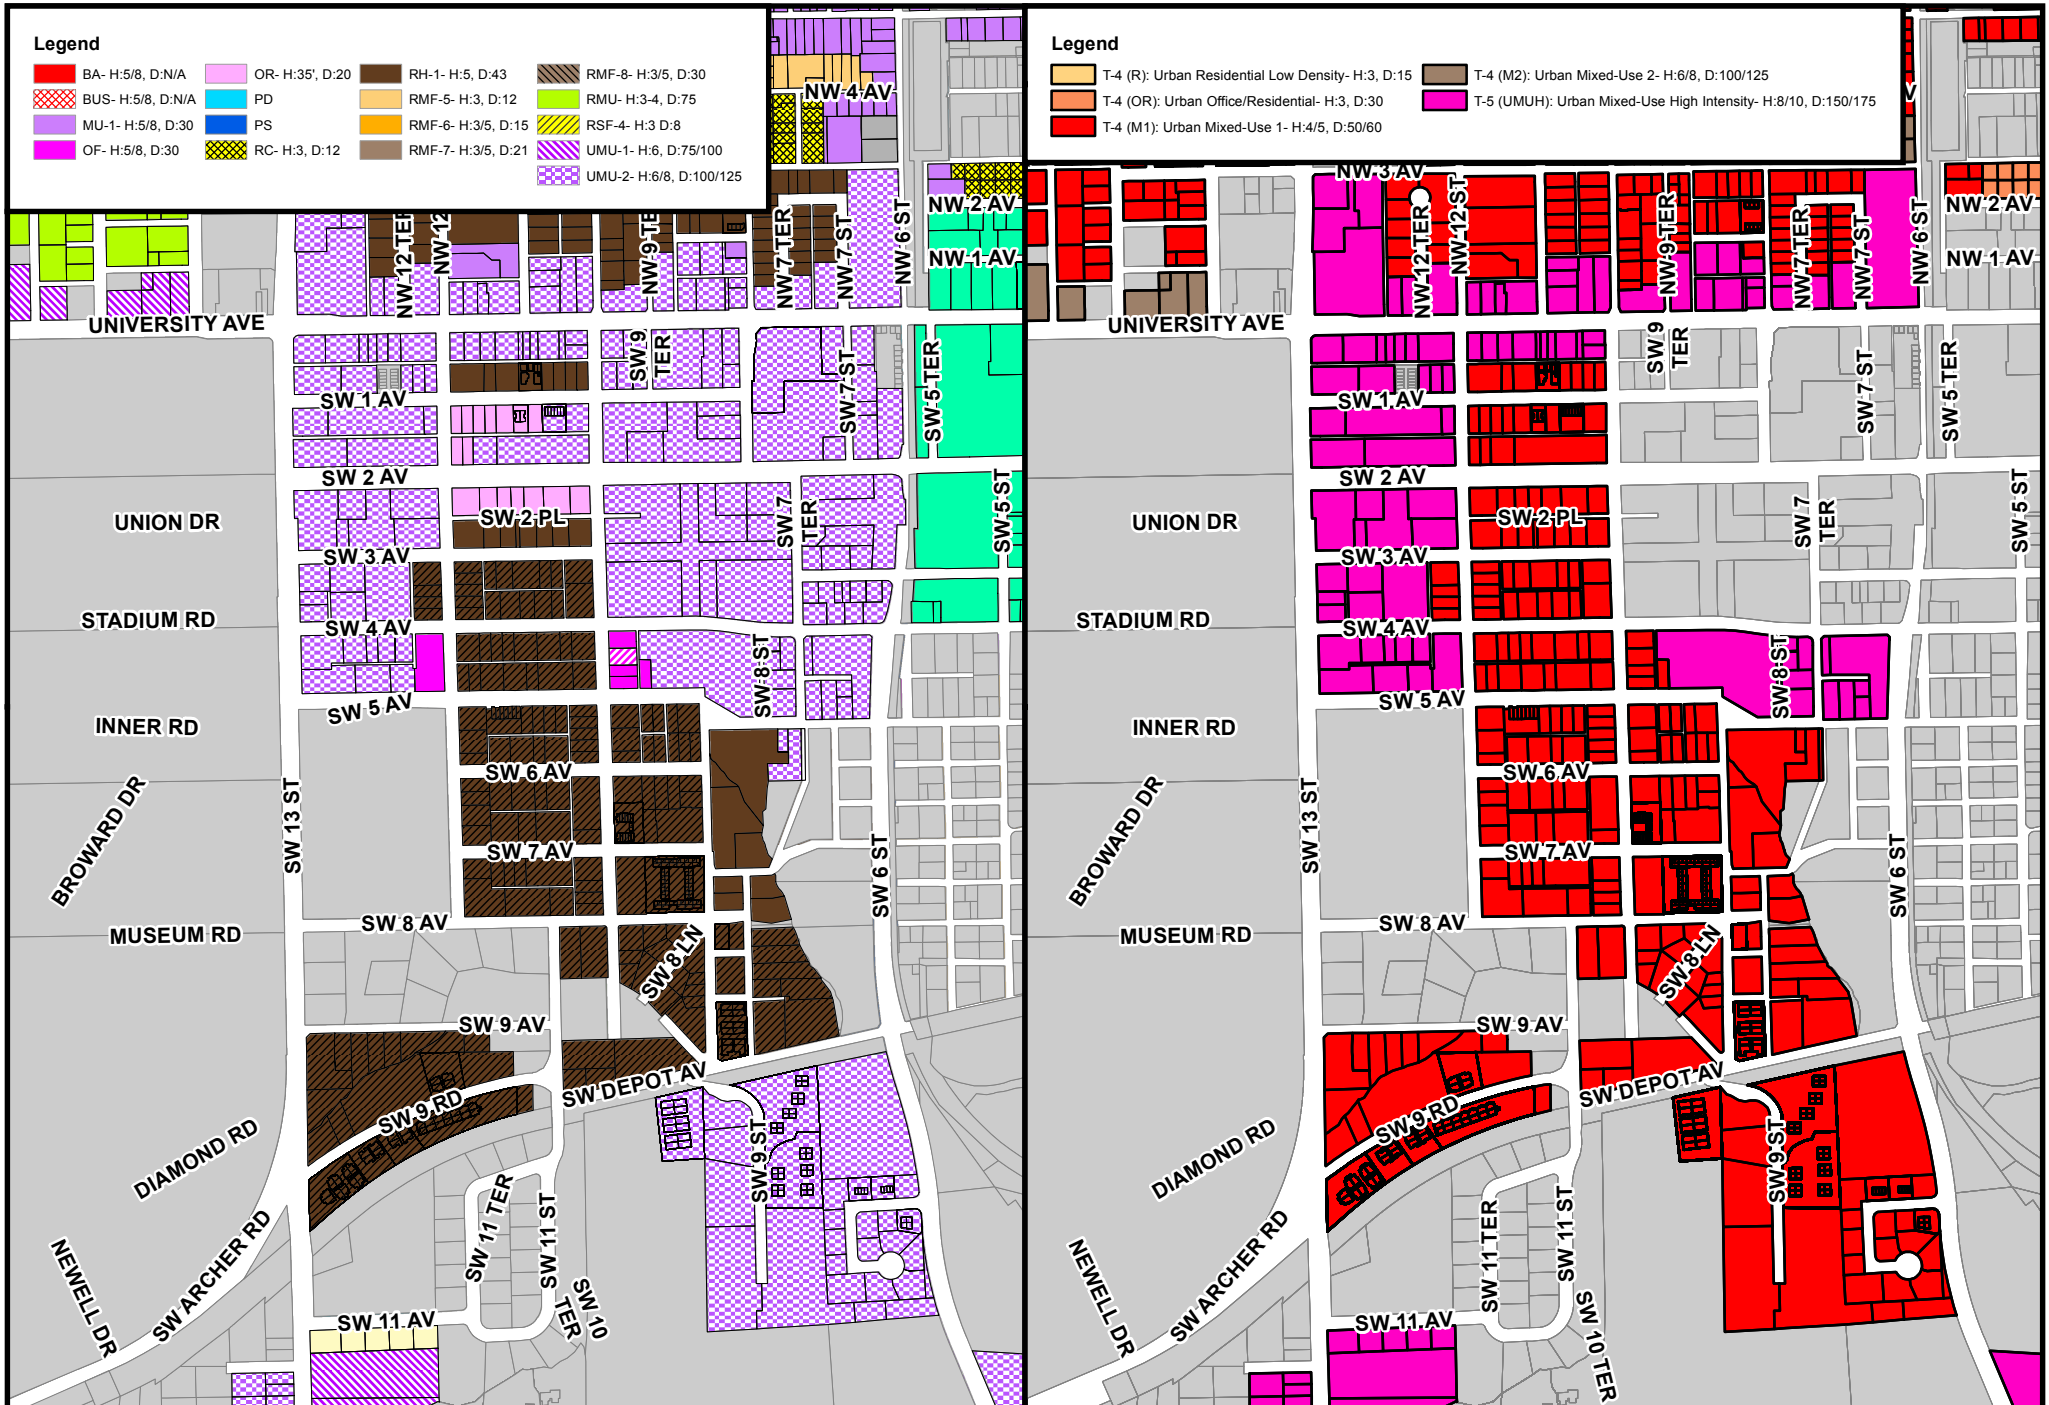 Legend
BA- H:5/8, D:N/A
BUS- H:5/8, D:N/A
MU-1- H:5/8, D:30
OF- H:5/8, D:30
OR- H:35', D:20
PD
PS
RC- H:3, D:12
RH-1- H:5, D:43
RMF-5- H:3, D:12
RMF-6- H:3/5, D:15
RMF-7- H:3/5, D:21
RMF-8- H:3/5, D:30
RMU- H:3-4, D:75
RSF-4- H:3 D:8
UMU-1- H:6, D:75/100
UMU-2- H:6/8, D:100/125
NW 4 AV
NW 2 AV
NW 1 AV
NW 12 TER
NW 12
NW 9 TE
NW 7 TER
NW 7 ST
NW 6 ST
UNIVERSITY AVE
SW 9
TER
SW 1 AV
SW 7 ST
SW 5 TER
SW 2 AV
UNION DR
SW 2 PL
SW 7
TER
SW 5 ST
SW 3 AV
STADIUM RD
SW 4 AV
SW 8 ST
SW 5 AV
INNER RD
SW 6 AV
BROWARD DR
SW 13 ST
SW 7 AV
SW 6 ST
MUSEUM RD
SW 8 AV
SW 8 LN
SW 9 AV
SW DEPOT AV
SW 9 RD
DIAMOND RD
SW 9 ST
SW 11 TER
SW 11 ST
NEWELL DR
SW ARCHER RD
SW 10
TER
SW 11 AV
Legend
T-4 (R): Urban Residential Low Density- H:3, D:15
T-4 (OR): Urban Office/Residential- H:3, D:30
T-4 (M1): Urban Mixed-Use 1- H:4/5, D:50/60
T-4 (M2): Urban Mixed-Use 2- H:6/8, D:100/125
T-5 (UMUH): Urban Mixed-Use High Intensity- H:8/10, D:150/175
V
NW 3 AV
NW 2 AV
NW 1 AV
NW 12 TER
NW 12 ST
NW 9 TER
NW 7 TER
NW 7 ST
NW 6 ST
UNIVERSITY AVE
SW 9
TER
SW 1 AV
SW 7 ST
SW 5 TER
SW 2 AV
UNION DR
SW 2 PL
SW 7
TER
SW 5 ST
SW 3 AV
STADIUM RD
SW 4 AV
SW 8 ST
SW 5 AV
INNER RD
SW 6 AV
BROWARD DR
SW 13 ST
SW 7 AV
SW 6 ST
MUSEUM RD
SW 8 AV
SW 8 LN
SW 9 AV
SW DEPOT AV
SW 9 RD
DIAMOND RD
SW 9 ST
SW 11 TER
SW 11 ST
NEWELL DR
SW ARCHER RD
SW 10 TER
SW 11 AV